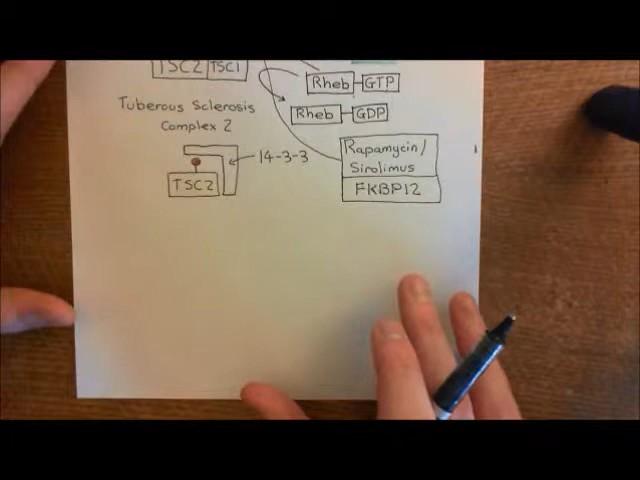 TSC2 TSC1
Rheb GTP
Rheb GDP
Tuberous Sclerosis
Complex 2
14-3-3
TSC2
Rapamycin/
Sirolimus
FKBP12